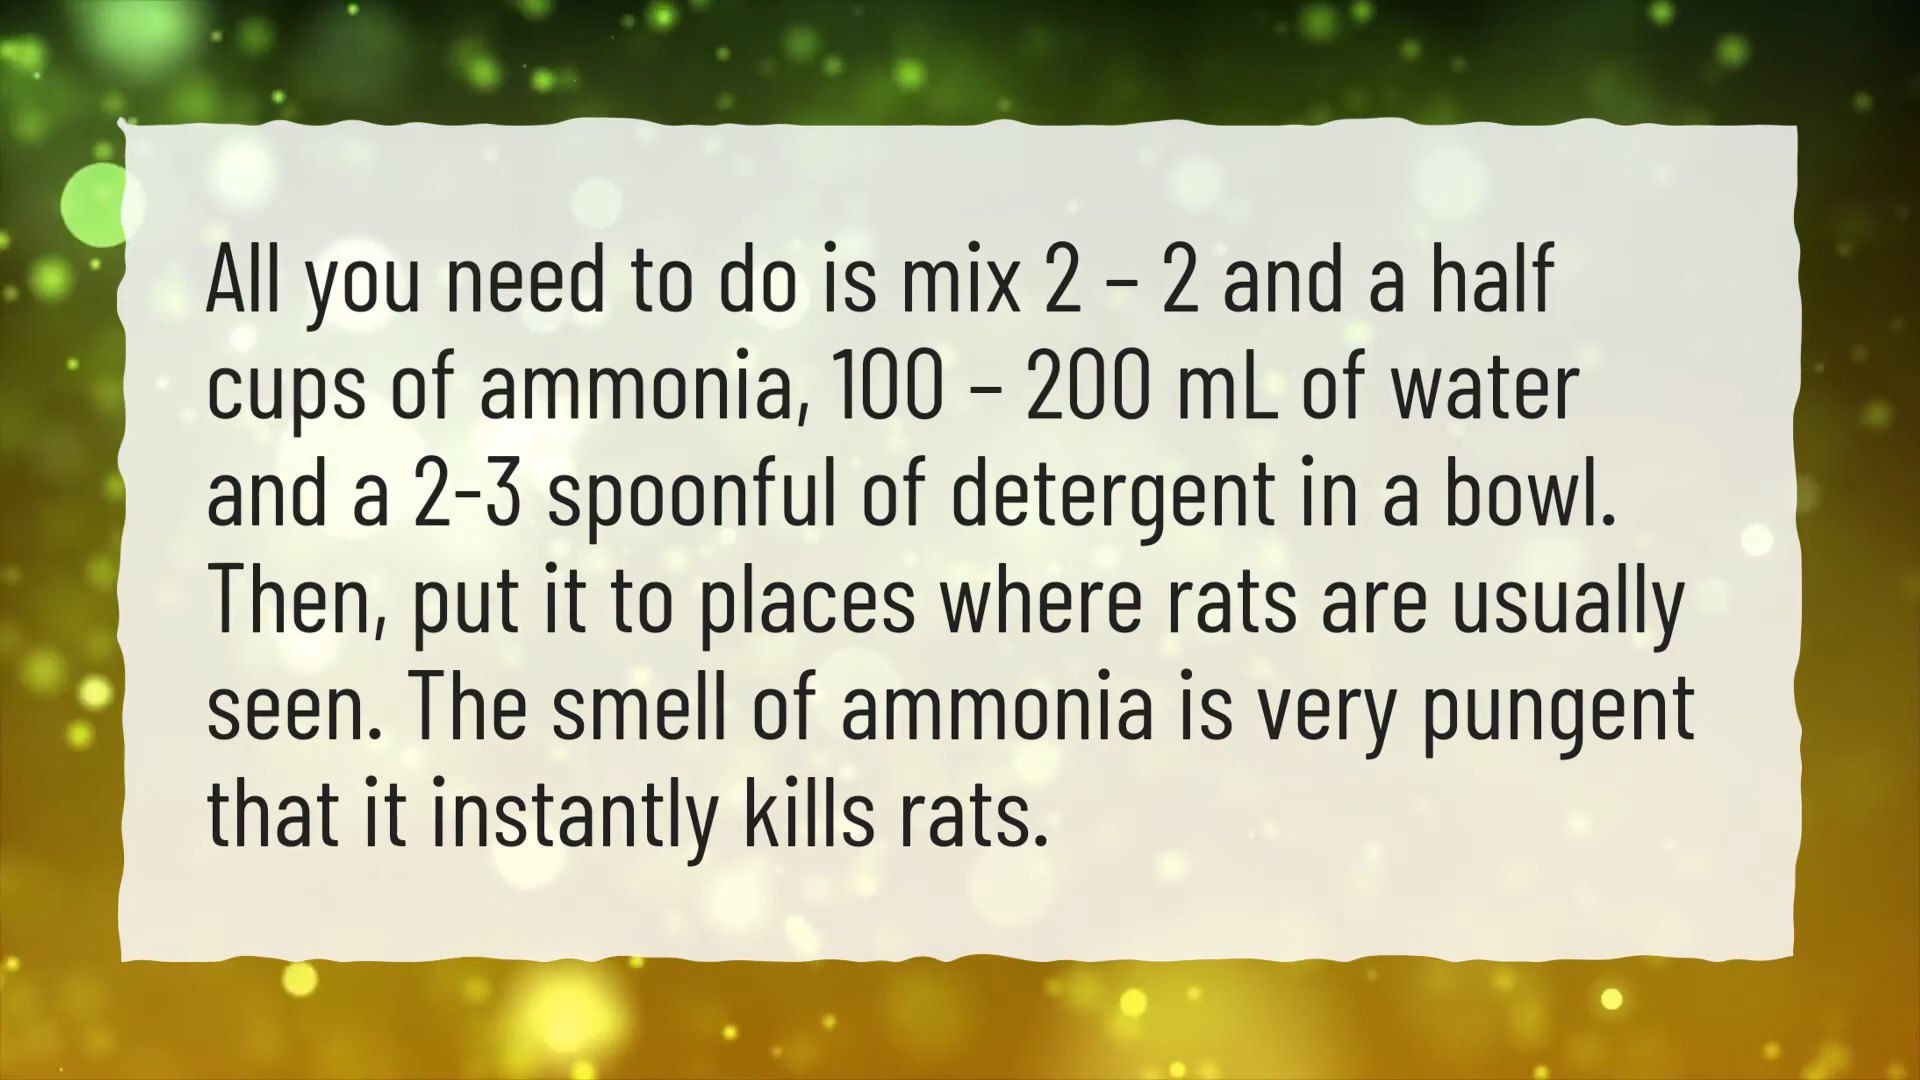 All you need to do is mix 2 – 2 and a half
cups of ammonia, 100 – 200 mL of water
and a 2-3 spoonful of detergent in a bowl.
Then, put it to places where rats are usually
seen. The smell of ammonia is very pungent
that it instantly kills rats.